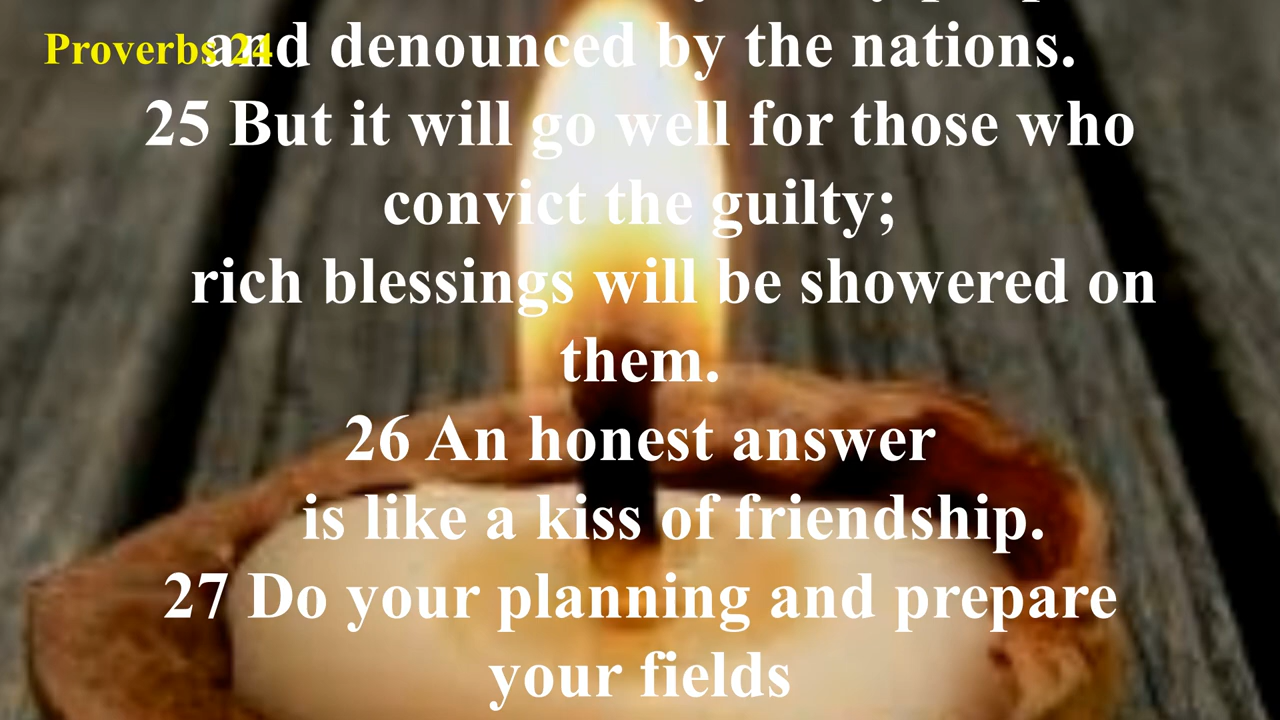 Proverbs 24
and denounced by the nations.
25 But it will go well for those who
convict the guilty;
rich blessings will be showered on
them.
26 An honest answer
is like a kiss of friendship.
27 Do your planning and prepare
your fields